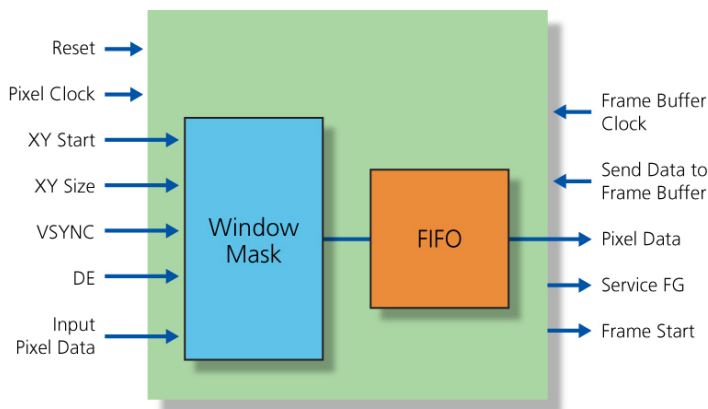 Reset
Pixel Clock
XY Start
XY Size
VSYNC
DE
Input
Pixel Data
Window
Mask
FIFO
Frame Buffer
Clock
Send Data to
Frame Buffer
Pixel Data
Service FG
Frame Start